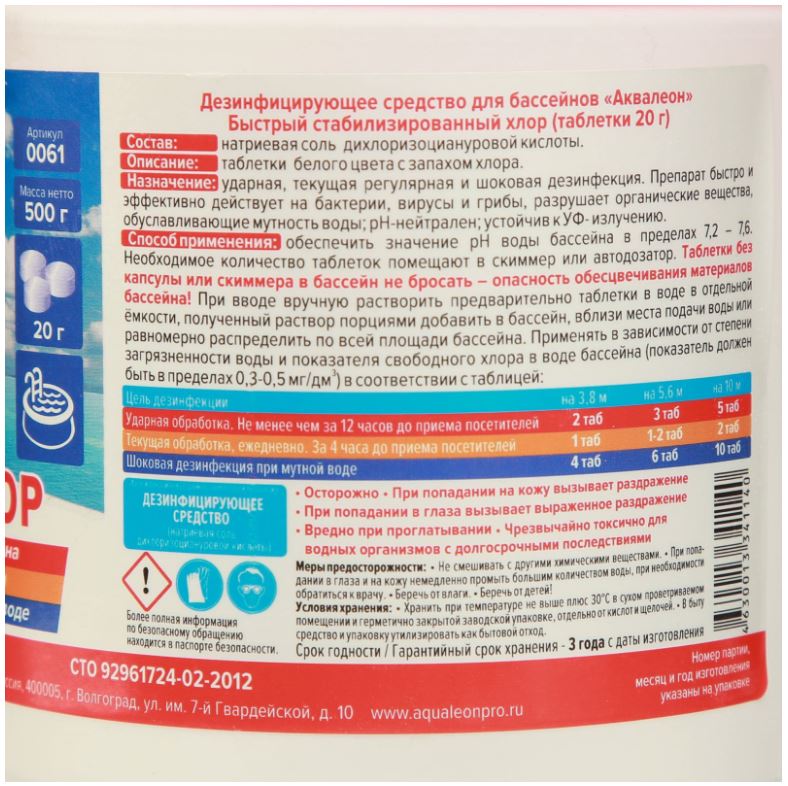 Дезинфицирующее средство для бассейнов «Аквалеон»
Быстрый стабилизированный хлор (таблетки 20 г)
Состав: натриевая соль дихлоризоциануровой кислоты.
Описание: таблетки белого цвета с запахом хлора.
Назначение: ударная, текущая регулярная и шоковая дезинфекция. Препарат быстро и
эффективно действует на бактерии, вирусы и грибы, разрушает органические вещества,
обуславливающие мутность воды; pH-нейтрален; устойчив к УФ- излучению.
Способ применения: обеспечить значение pH воды бассейна в пределах 7,2 – 7,6.
Необходимое количество таблеток помещают в скиммер или автодозатор. Таблетки без
капсулы или скиммера в бассейн не бросать – опасность обесцвечивания материалов
бассейна! При вводе вручную растворить предварительно таблетки в воде в отдельной
ёмкости, полученный раствор порциями добавить в бассейн, вблизи места подачи воды или
равномерно распределить по всей площади бассейна. Применять в зависимости от степени
загрязненности воды и показателя свободного хлора в воде бассейна (показатель должен
быть в пределах 0,3-0,5 мг/дм³) в соответствии с таблицей:
Цель дезинфекции на 3,8 м на 5,6 м на 10 м
Ударная обработка. Не менее чем за 12 часов до приема посетителей 2 таб 3 таб 5 таб
Текущая обработка, ежедневно. За 4 часа до приема посетителей 1 таб 1-2 таб 2 таб
Шоковая дезинфекция при мутной воде 4 таб 6 таб 10 таб
Артикул
0061
Масса нетто
500 г
20 г
ОР
на
воде
ДЕЗИНФИЦИРУЮЩЕЕ
СРЕДСТВО
(натриевая соль
дихлоризоциануровой кислоты)
Более полная информация
по безопасному обращению
находится в паспорте безопасности.
• Осторожно • При попадании на кожу вызывает раздражение
• При попадании в глаза вызывает выраженное раздражение
• Вредно при проглатывании • Чрезвычайно токсично для
водных организмов с долгосрочными последствиями
Меры предосторожности: • Не смешивать с другими химическими веществами. • При попа-
дании в глаза и на кожу немедленно промыть большим количеством воды, при необходимости
обратиться к врачу. • Беречь от влаги. • Беречь от детей!
Условия хранения: • Хранить при температуре не выше плюс 30°С в сухом проветриваемом
помещении и герметично закрытой заводской упаковке, отдельно от кислот и щелочей. • В быту
средство и упаковку утилизировать как бытовой отход.
Срок годности / Гарантийный срок хранения - 3 года с даты изготовления
4630013341140
СТО 92961724-02-2012
Номер партии,
месяц и год изготовления
указаны на упаковке
ссия, 400005, г. Волгоград, ул. им. 7-й Гвардейской, д. 10 www.aqualeonpro.ru